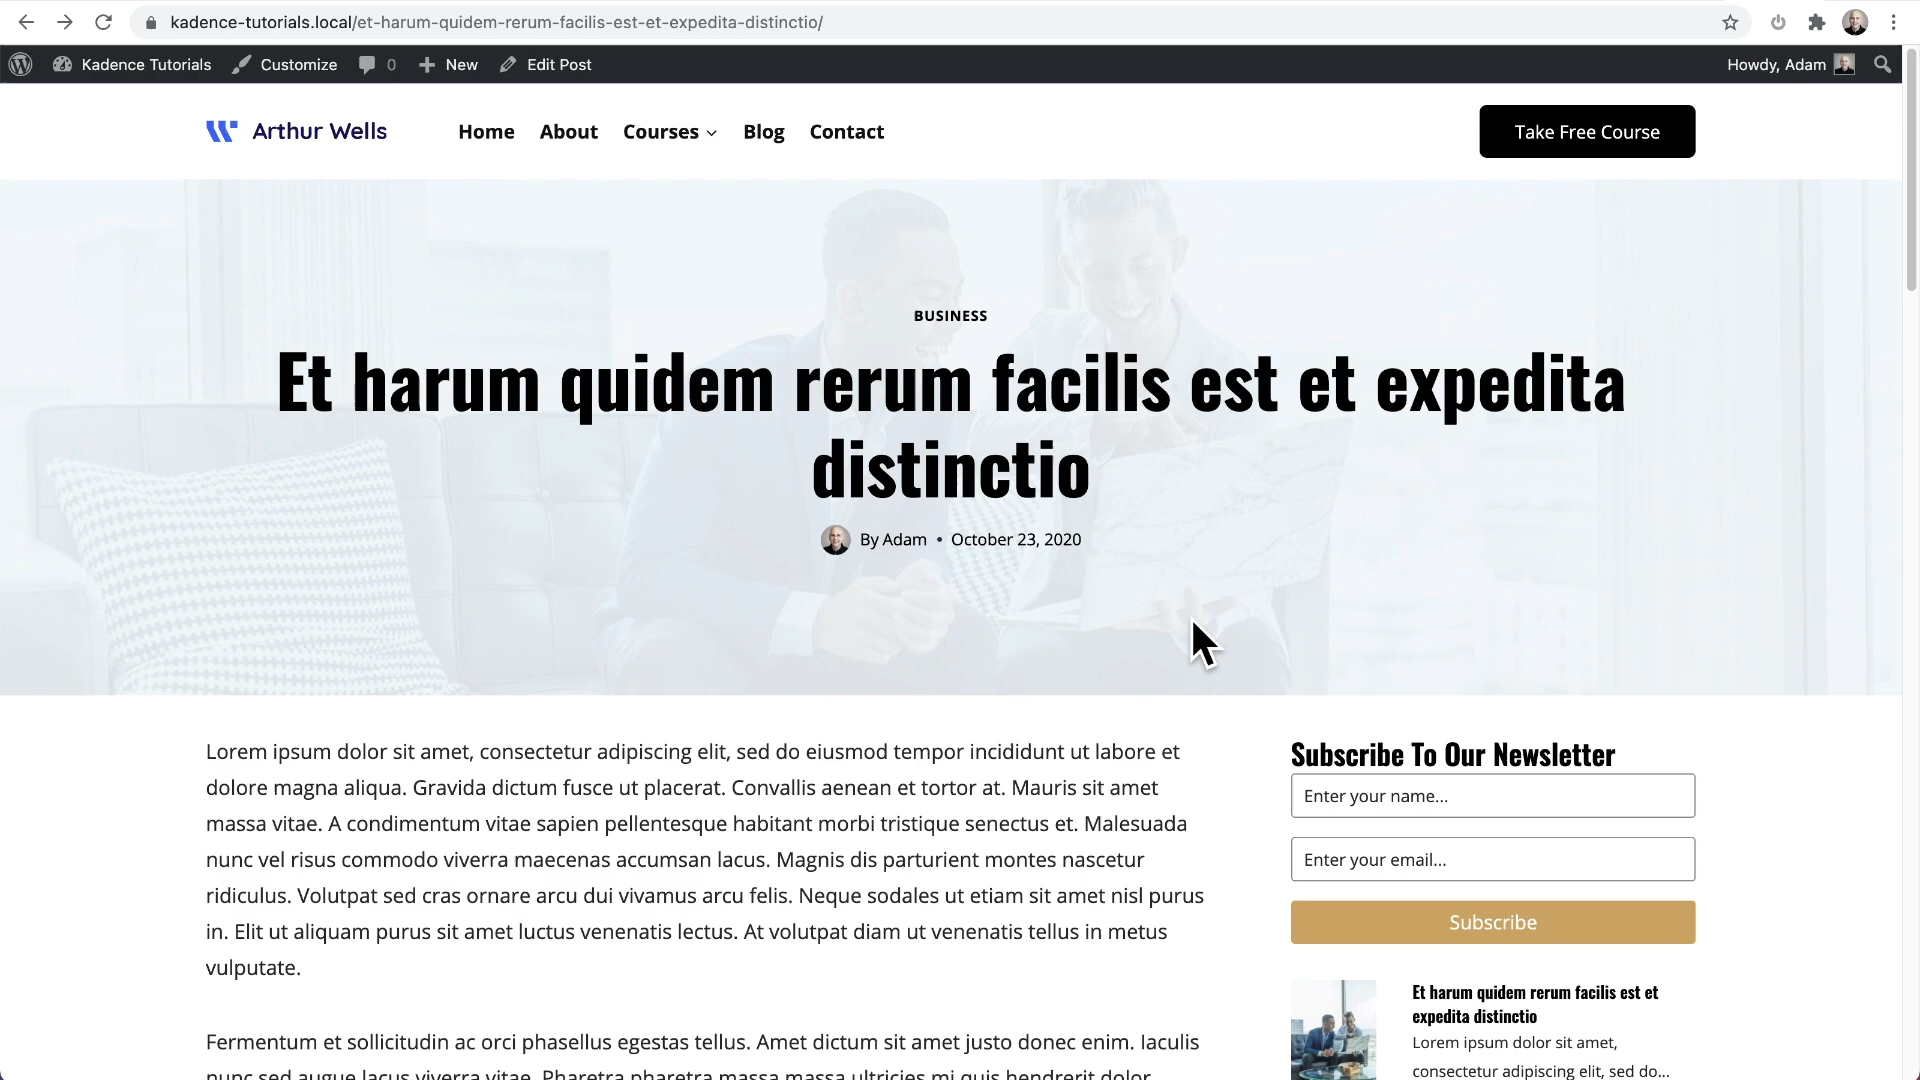 kadence-tutorials.local/et-harum-quidem-rerum-facilis-est-et-expedita-distinctio/
Kadence Tutorials Customize 0 New Edit Post Howdy, Adam
Arthur Wells Home About Courses Blog Contact Take Free Course
BUSINESS
Et harum quidem rerum facilis est et expedita
distinctio
By Adam • October 23, 2020
Lorem ipsum dolor sit amet, consectetur adipiscing elit, sed do eiusmod tempor incididunt ut labore et
dolore magna aliqua. Gravida dictum fusce ut placerat. Convallis aenean et tortor at. Mauris sit amet
massa vitae. A condimentum vitae sapien pellentesque habitant morbi tristique senectus et. Malesuada
nunc vel risus commodo viverra maecenas accumsan lacus. Magnis dis parturient montes nascetur
ridiculus. Volutpat sed cras ornare arcu dui vivamus arcu felis. Neque sodales ut etiam sit amet nisl purus
in. Elit ut aliquam purus sit amet luctus venenatis lectus. At volutpat diam ut venenatis tellus in metus
vulputate.
Fermentum et sollicitudin ac orci phasellus egestas tellus. Amet dictum sit amet justo donec enim. Iaculis
nunc sed augue lacus viverra vitae. Pharetra pharetra massa massa ultricies mi quis hendrerit dolor
Subscribe To Our Newsletter
Enter your name...
Enter your email...
Subscribe
Et harum quidem rerum facilis est et
expedita distinctio
Lorem ipsum dolor sit amet,
consectetur adipiscing elit, sed do...